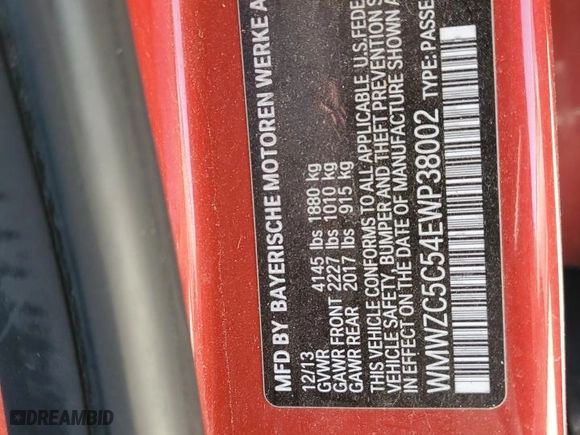 MFD BY BAYERISCHE MOTOREN WERKE A
12/13
GVWR 4145 lbs 1880 kg
GAWR FRONT 2227 lbs 1010 kg
GAWR REAR 2017 lbs 915 kg
THIS VEHICLE CONFORMS TO ALL APPLICABLE U.S.FEDE
VEHICLE SAFETY, BUMPER AND THEFT PREVENTION S
IN EFFECT ON THE DATE OF MANUFACTURE SHOWN A
WMWZC5C54EWP38002 TYPE: PASSE
DREAMBID